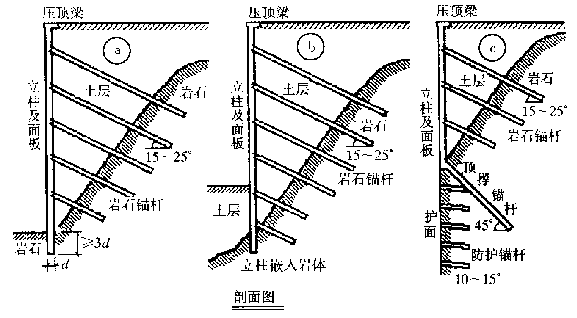 压顶梁
a
土层
岩石
立柱及面板
15~25°
岩石锚杆
岩石
≥3d
d
压顶梁
b
土层
岩石
立柱及面板
15~25°
岩石锚杆
土层
立柱嵌入岩体
压顶梁
c
土层
岩石
15~25°
立柱及面板
岩石锚杆
顶撑锚杆
45°
护面
防护锚杆
10~15°
剖面图